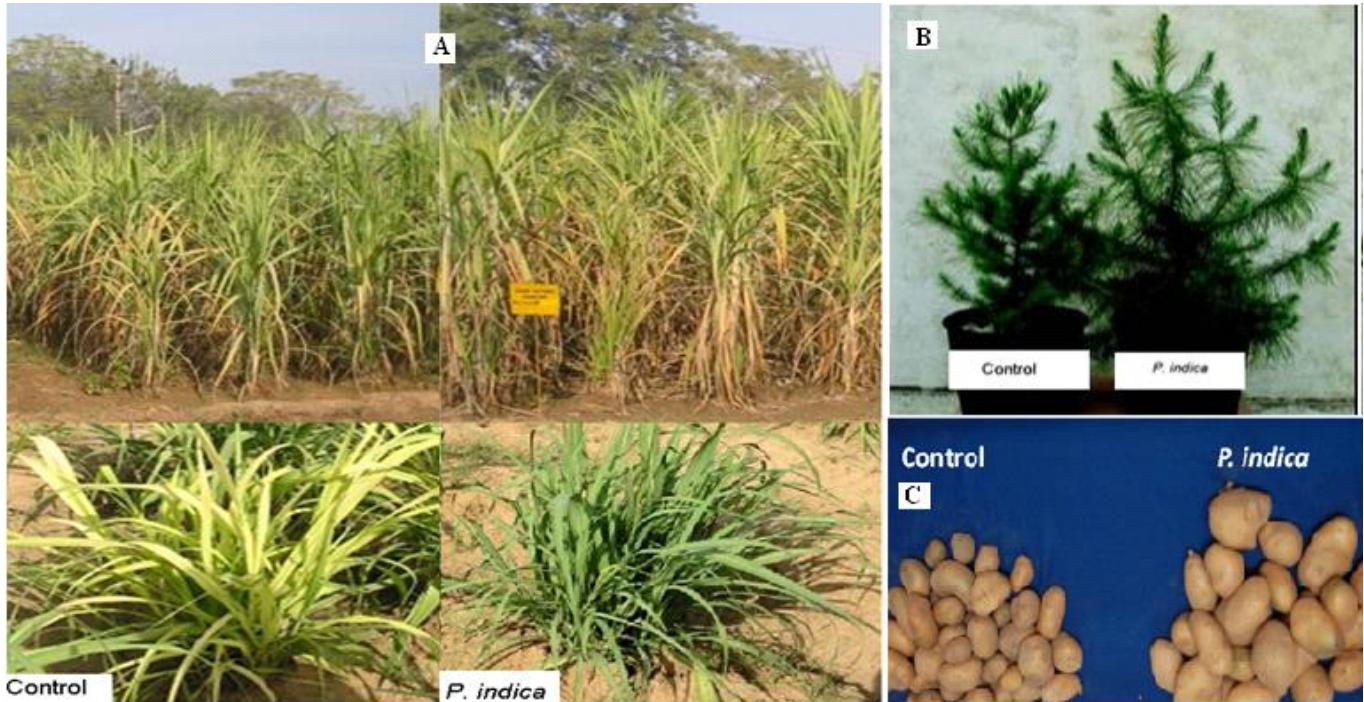 A
B
Control
P. indica
Control
P. indica
C
Control
P. indica